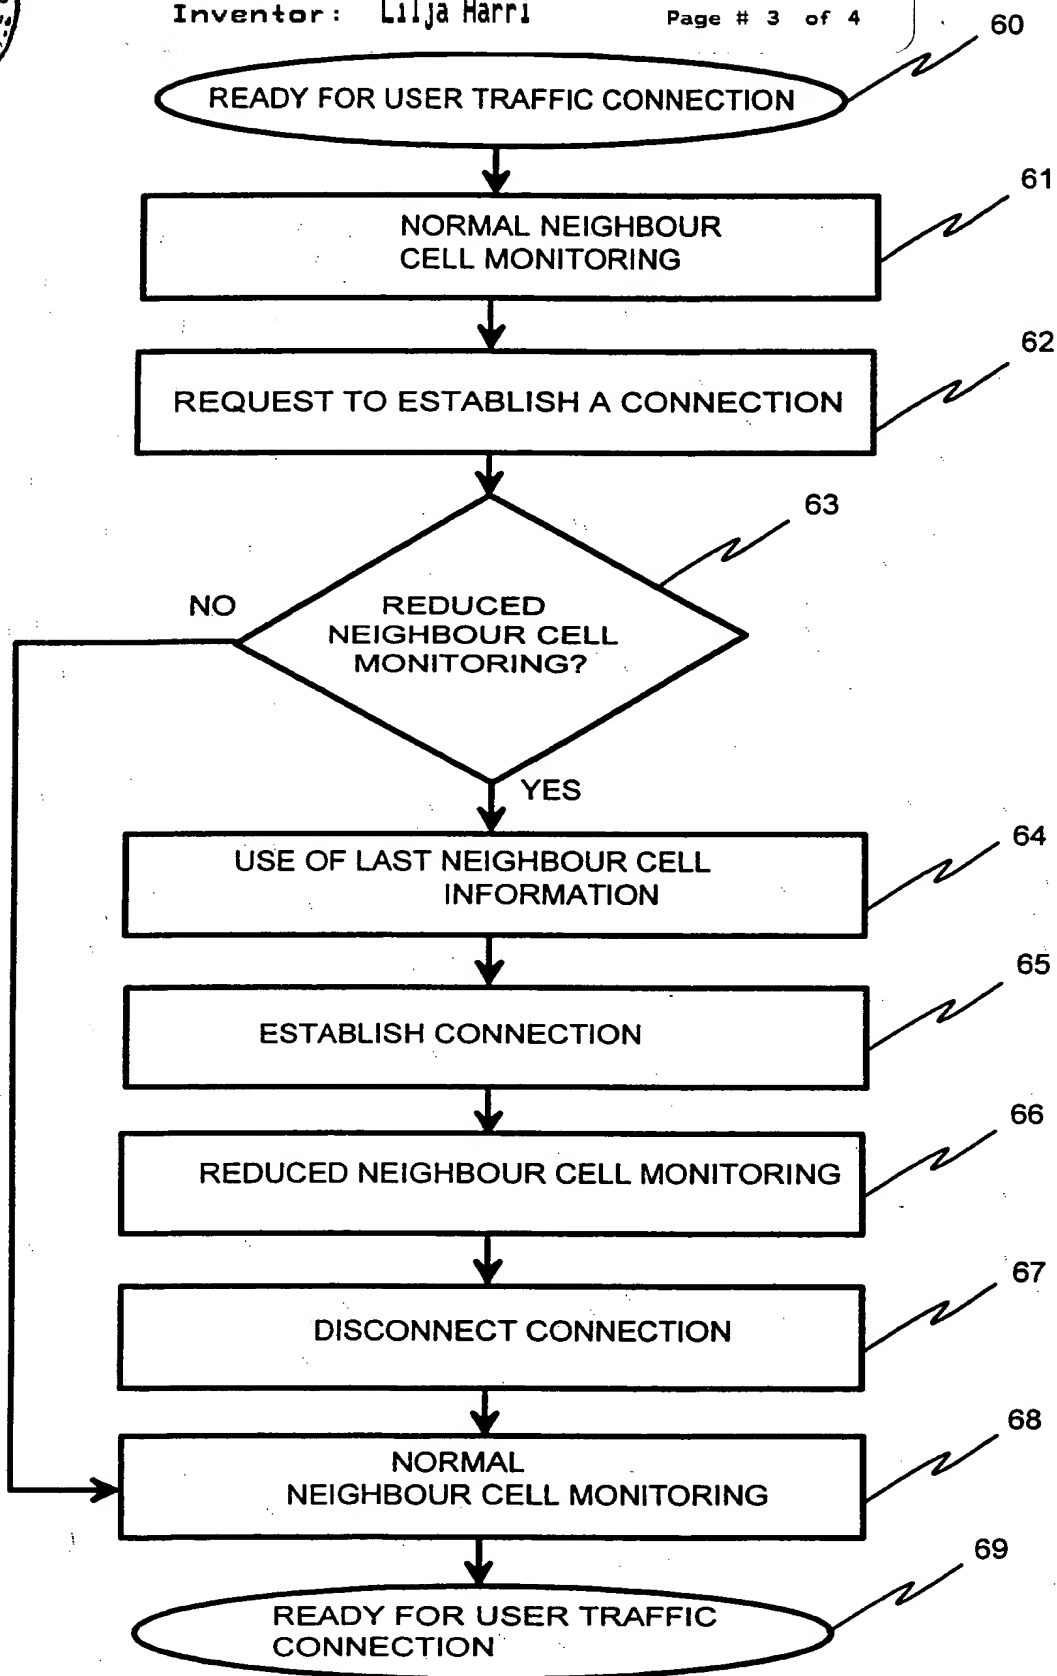 Inventor: Lilja Harri Page # 3 of 4
60
READY FOR USER TRAFFIC CONNECTION
61
NORMAL NEIGHBOUR
CELL MONITORING
62
REQUEST TO ESTABLISH A CONNECTION
63
NO
REDUCED
NEIGHBOUR CELL
MONITORING?
YES
64
USE OF LAST NEIGHBOUR CELL
INFORMATION
65
ESTABLISH CONNECTION
66
REDUCED NEIGHBOUR CELL MONITORING
67
DISCONNECT CONNECTION
68
NORMAL
NEIGHBOUR CELL MONITORING
69
READY FOR USER TRAFFIC
CONNECTION